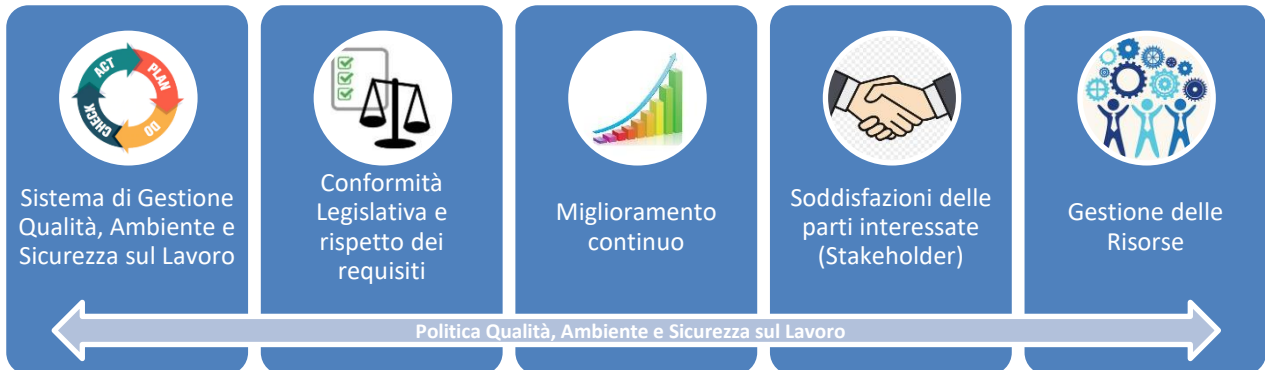 ACT
PLAN
DO
CHECK
Sistema di Gestione
Qualità, Ambiente e
Sicurezza sul Lavoro
Conformità
Legislativa e
rispetto dei
requisiti
Miglioramento
continuo
Soddisfazioni delle
parti interessate
(Stakeholder)
Gestione delle
Risorse
Politica Qualità, Ambiente e Sicurezza sul Lavoro